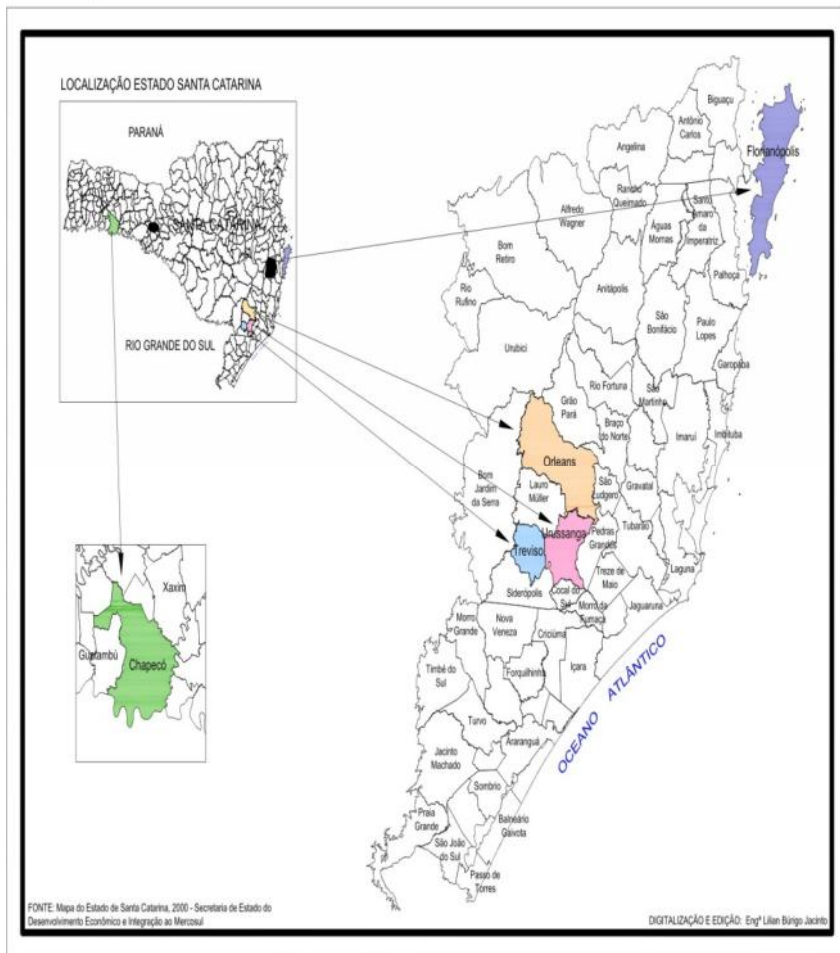 LOCALIZAÇÃO ESTADO SANTA CATARINA
PARANÁ
SANTA CATARINA
RIO GRANDE DO SUL
Biguaçu
Antônio
Carlos
Florianópolis
Angelina
Rancho
Queimado
Santo
Amaro
da
Imperatriz
Alfredo
Wagner
Águas
Mornas
Bom
Retiro
Palhoça
Rio
Rufino
Anitápolis
São
Bonifácio
Paulo
Lopes
Urubici
Garopaba
Rio Fortuna
São
Martinho
Grão
Pará
Braço
do Norte
Imaruí
Imbituba
Orleans
Bom
Jardim
da Serra
Lauro
Müller
São
Ludgero
Gravatal
Urussanga
Pedras
Grandes
Tubarão
Treviso
Treze de
Maio
Laguna
Siderópolis
Cocal do
Sul
Morro da
Fumaça
Jaguaruna
Morro
Grande
Nova
Veneza
Criciúma
Içara
Timbé do
Sul
Forquilhinha
Turvo
Araranguá
Jacinto
Machado
Sombrio
Praia
Grande
Balneário
Gaivota
São João
do Sul
Passo de
Torres
OCEANO ATLÂNTICO
Xaxim
Guatambú
Chapecó
FONTE: Mapa do Estado de Santa Catarina, 2000 - Secretaria de Estado do
Desenvolvimento Econômico e Integração ao Mercosul
DIGITALIZAÇÃO E EDIÇÃO: Engª Lilian Búrigo Jacinto